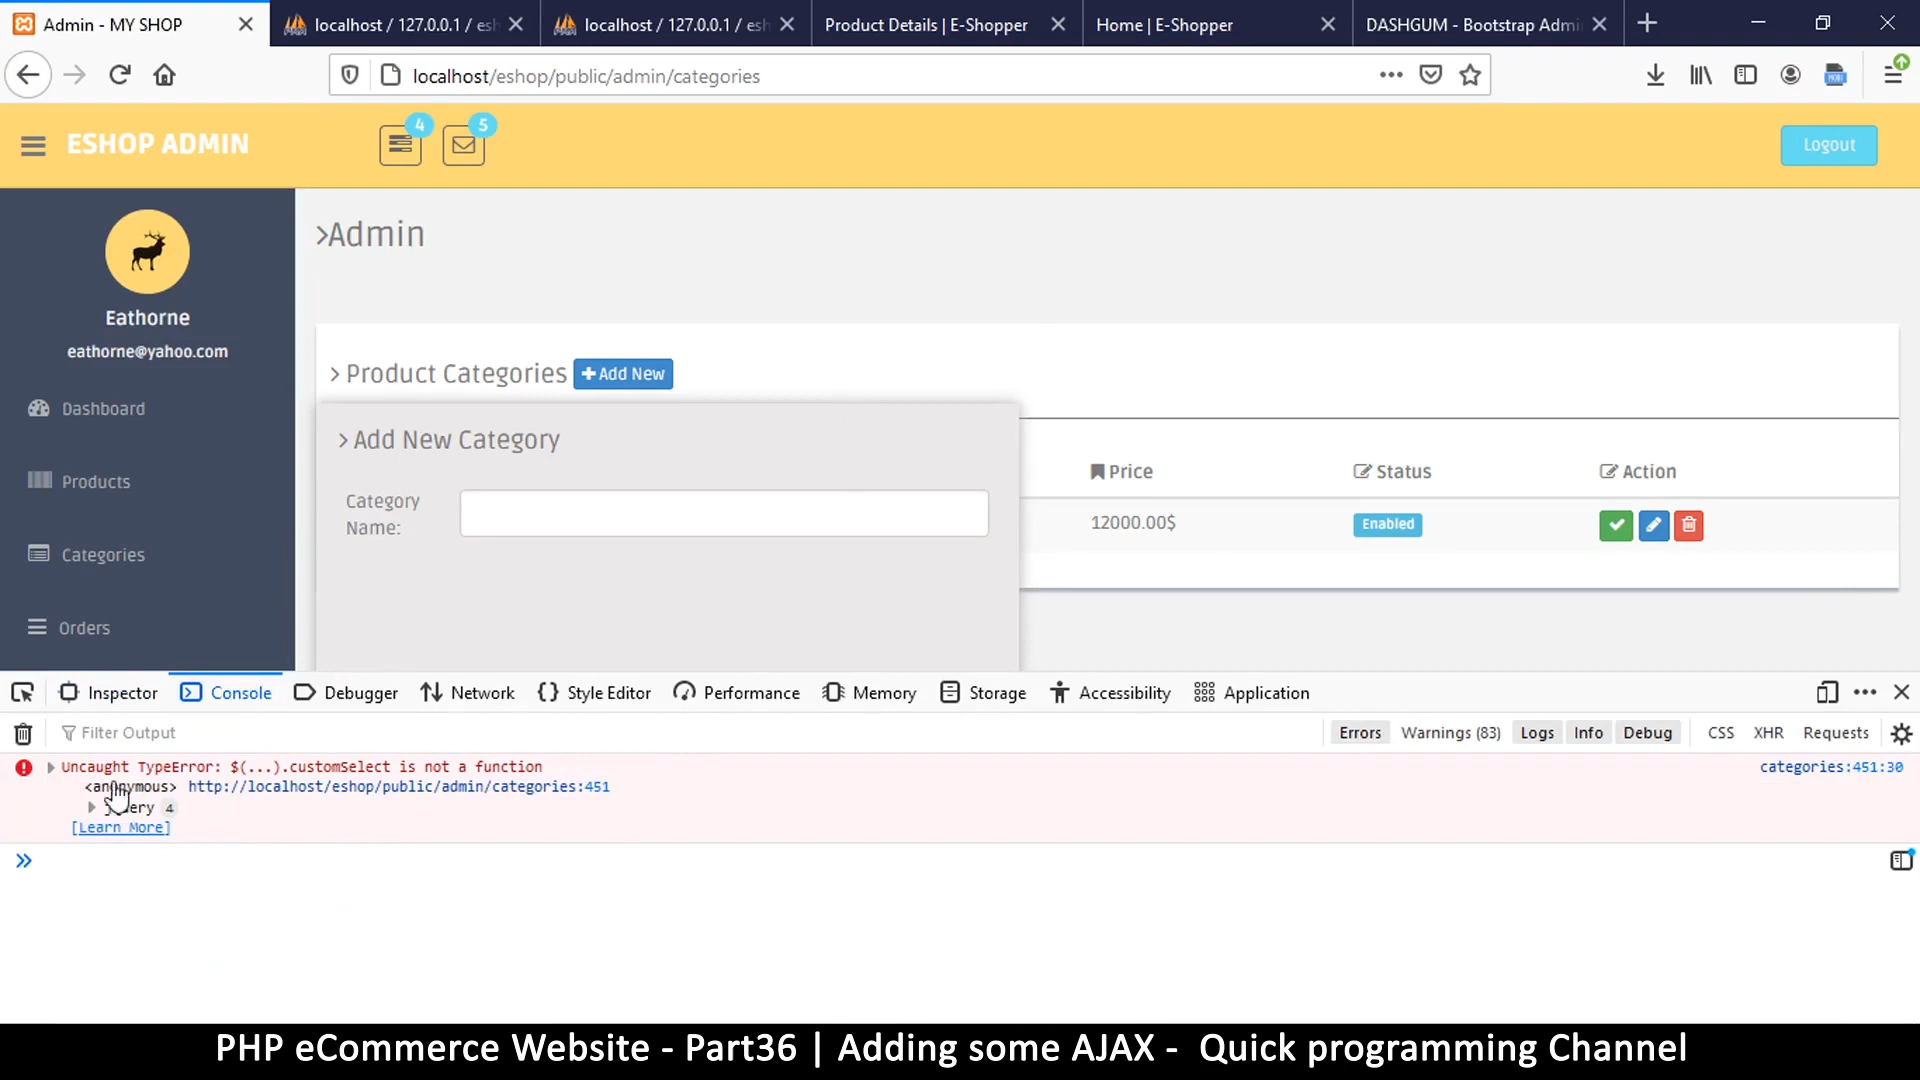 Admin - MY SHOP
localhost / 127.0.0.1 / esh
localhost / 127.0.0.1 / esh
Product Details | E-Shopper
Home | E-Shopper
DASHGUM - Bootstrap Admi
localhost/eshop/public/admin/categories
ESHOP ADMIN
4
5
Logout
Eathorne
eathorne@yahoo.com
Dashboard
Products
Categories
Orders
>Admin
> Product Categories
+ Add New
> Add New Category
Category
Name:
Price
Status
Action
12000.00$
Enabled
Inspector
Console
Debugger
Network
Style Editor
Performance
Memory
Storage
Accessibility
Application
Filter Output
Errors
Warnings (83)
Logs
Info
Debug
CSS
XHR
Requests
Uncaught TypeError: $(...).customSelect is not a function
categories:451:30
<anonymous> http://localhost/eshop/public/admin/categories:451
jQuery 4
[Learn More]
PHP eCommerce Website - Part36 | Adding some AJAX - Quick programming Channel